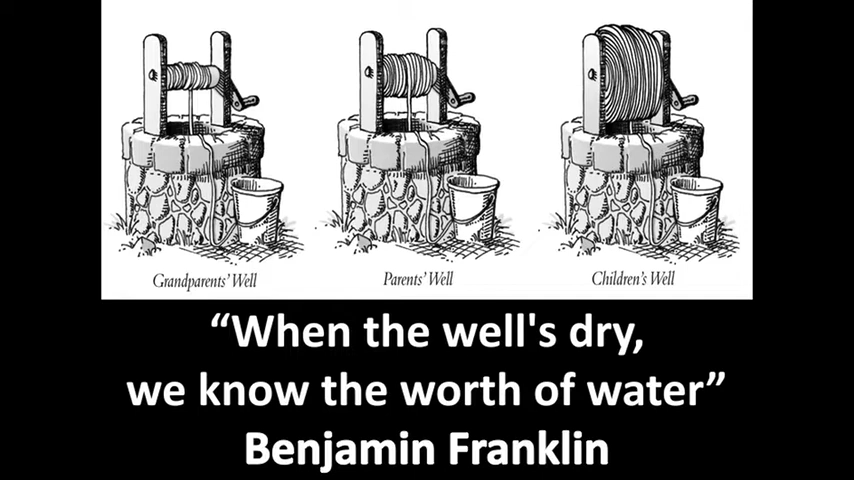 Grandparents' Well Parents' Well Children's Well
“When the well's dry,
we know the worth of water”
Benjamin Franklin